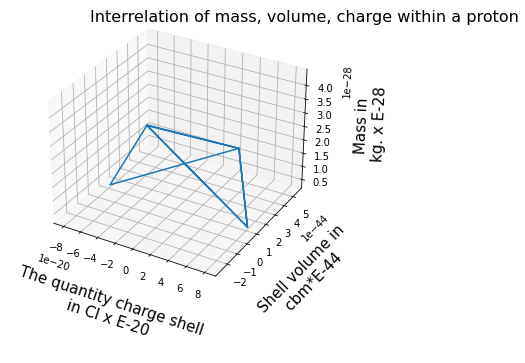 Interrelation of mass, volume, charge within a proton
1e−28
4.0
3.5
3.0
2.5
2.0
1.5
1.0
0.5
Mass in
kg. x E-28
5
4
3
2
1
0
−1
−2
1e−44
Shell volume in
cbm*E-44
−8
−6
−4
−2
0
2
4
6
8
1e−20
The quantity charge shell
in Cl x E-20